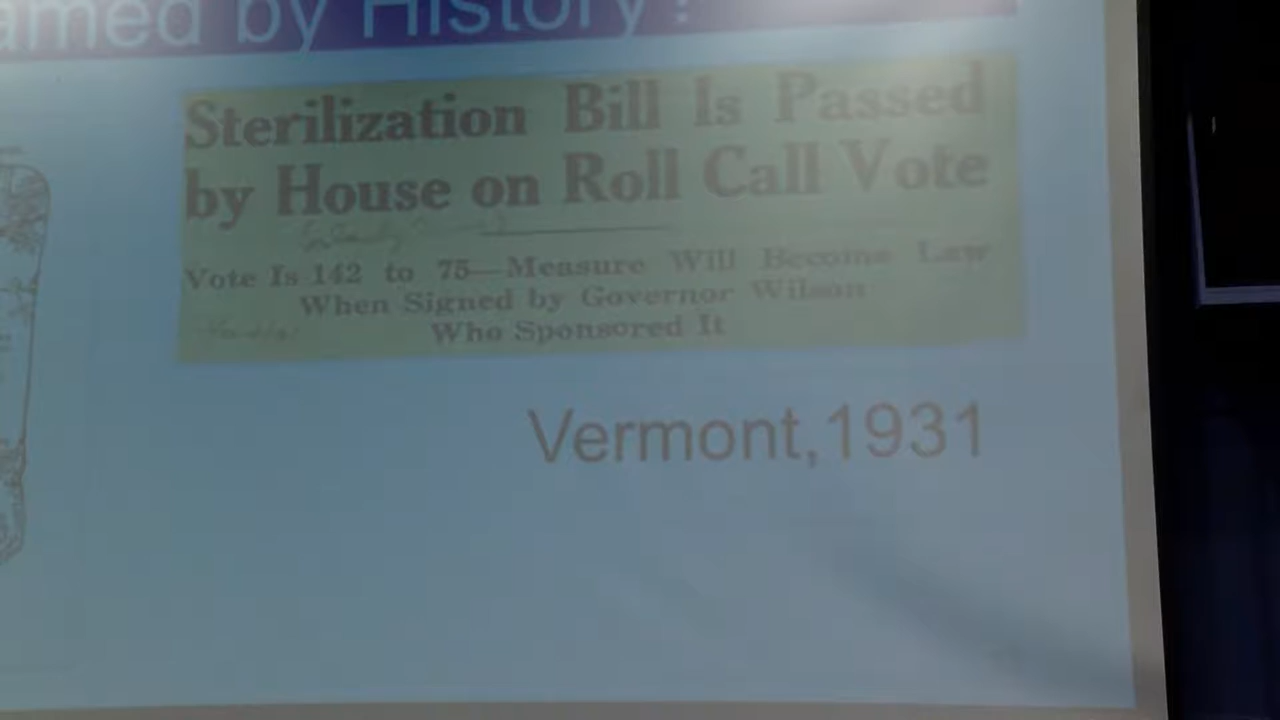 amed by History?
Sterilization Bill Is Passed
by House on Roll Call Vote
Vote Is 142 to 75—Measure Will Become Law
When Signed by Governor Wilson
Who Sponsored It
Vermont,1931